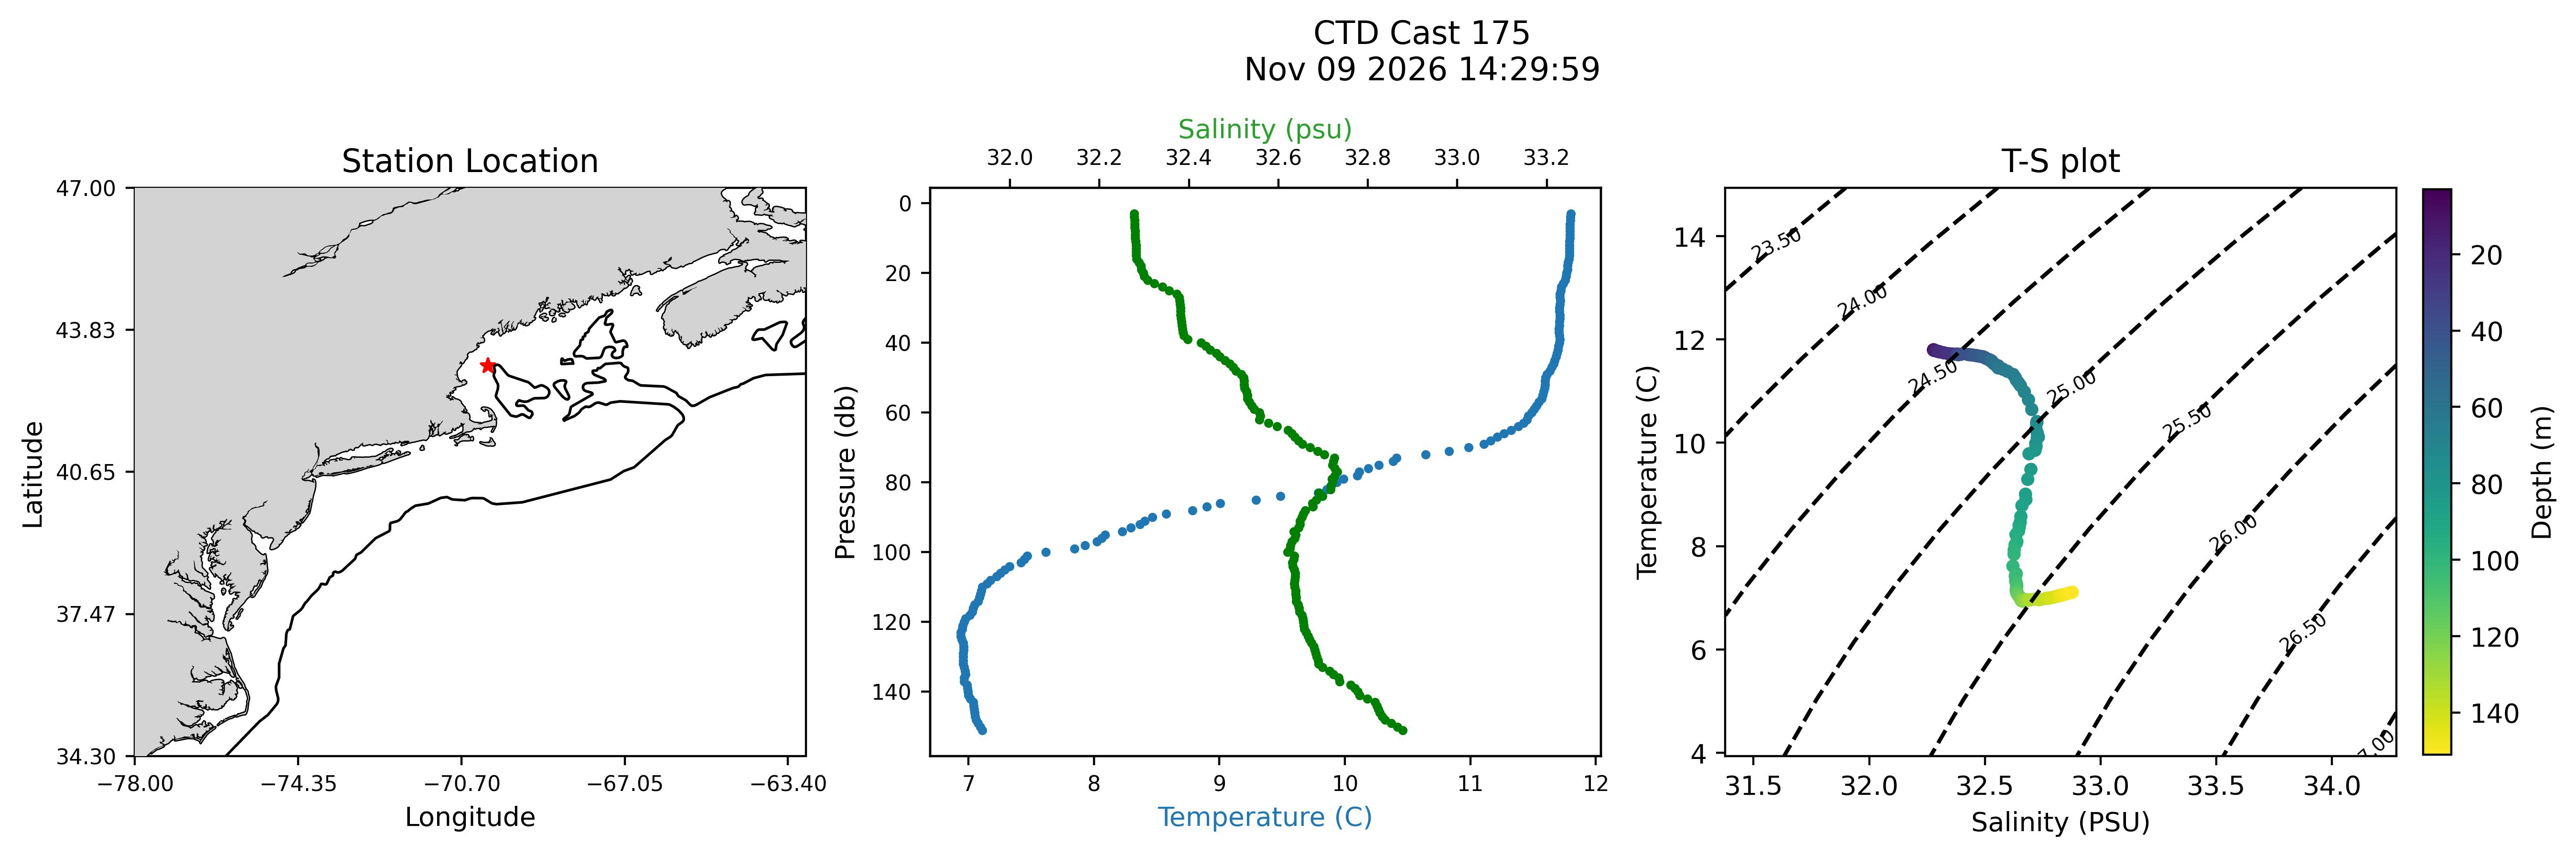 CTD Cast 175
Nov 09 2026 14:29:59
Station Location
47.00
43.83
40.65
37.47
34.30
Latitude
−78.00 −74.35 −70.70 −67.05 −63.40
Longitude
Salinity (psu)
32.0 32.2 32.4 32.6 32.8 33.0 33.2
0
20
40
60
80
100
120
140
Pressure (db)
7 8 9 10 11 12
Temperature (C)
T-S plot
14
12
10
8
6
4
Temperature (C)
23.50
24.00
24.50
25.00
25.50
26.00
26.50
7.00
31.5 32.0 32.5 33.0 33.5 34.0
Salinity (PSU)
20
40
60
80
100
120
140
Depth (m)